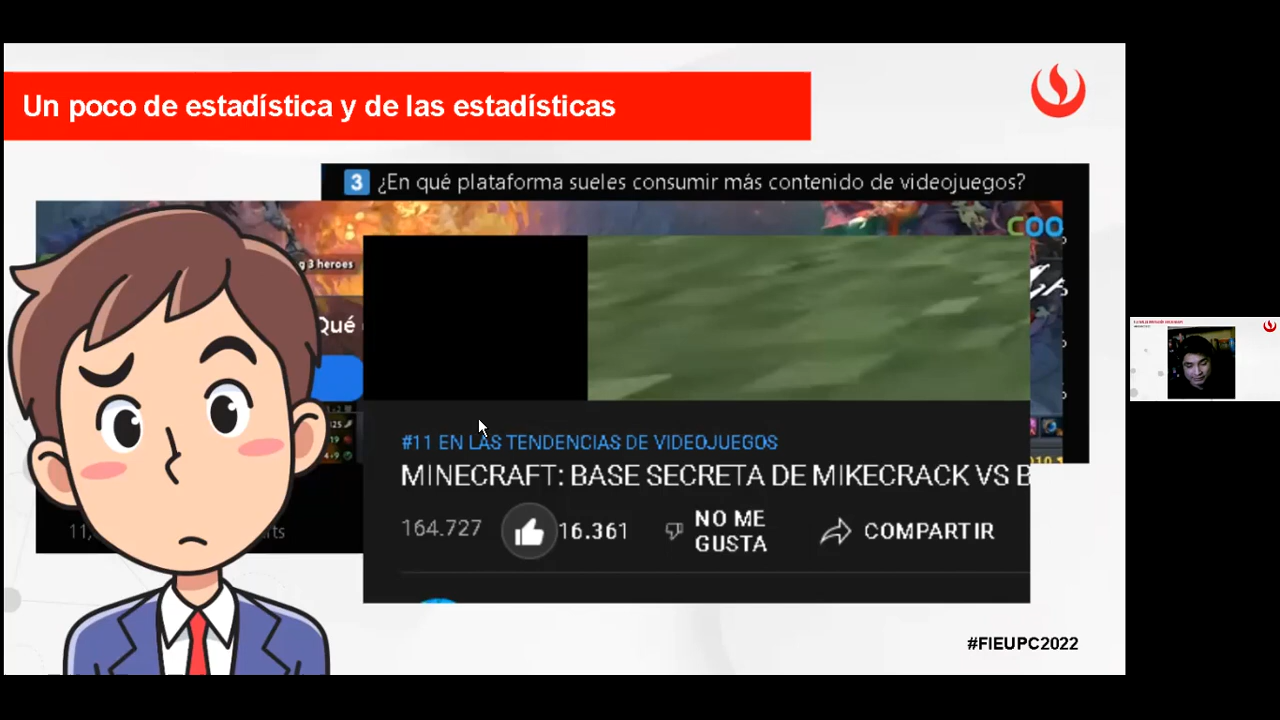 Un poco de estadística y de las estadísticas
3 ¿En qué plataforma sueles consumir más contenido de videojuegos?
COO
g 3 heroes
Qué
#11 EN LAS TENDENCIAS DE VIDEOJUEGOS
MINECRAFT: BASE SECRETA DE MIKECRACK VS B
164.727
16.361
NO ME
GUSTA
COMPARTIR
11,
ts
#FIEUPC2022